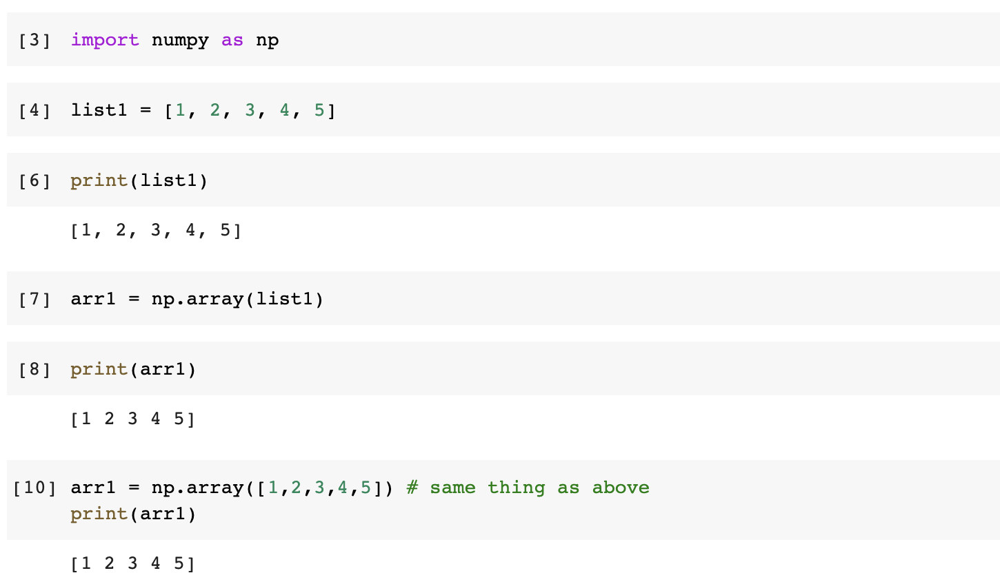 [3] import numpy as np
[4] list1 = [1, 2, 3, 4, 5]
[6] print(list1)
[1, 2, 3, 4, 5]
[7] arr1 = np.array(list1)
[8] print(arr1)
[1 2 3 4 5]
[10] arr1 = np.array([1,2,3,4,5]) # same thing as above
print(arr1)
[1 2 3 4 5]